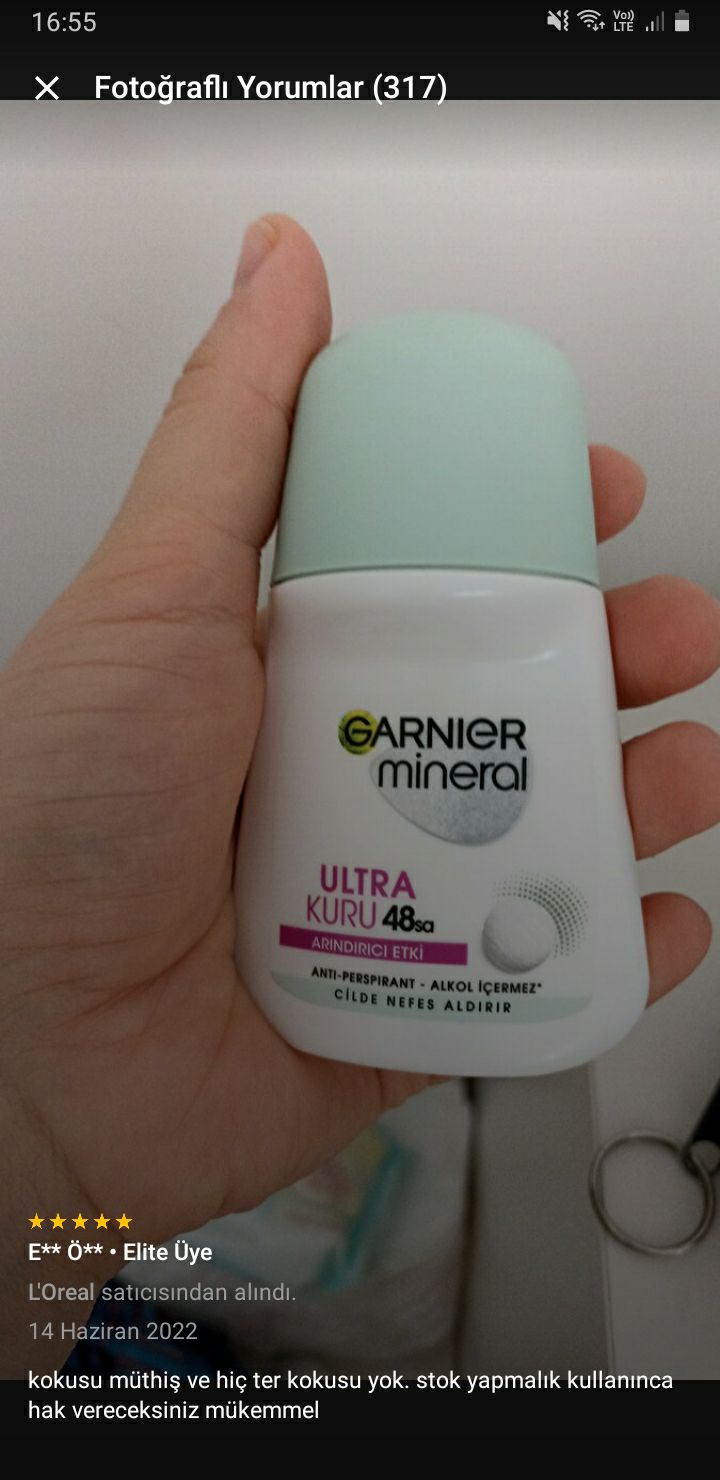 16:55
Vo))
LTE
Fotoğraflı Yorumlar (317)
GARNIER
mineral
ULTRA
KURU 48sa
ARINDIRICI ETKİ
ANTI-PERSPIRANT - ALKOL İÇERMEZ*
CİLDE NEFES ALDIRIR
E** Ö** • Elite Üye
L'Oreal satıcısından alındı.
14 Haziran 2022
kokusu müthiş ve hiç ter kokusu yok. stok yapmalık kullanınca
hak vereceksiniz mükemmel